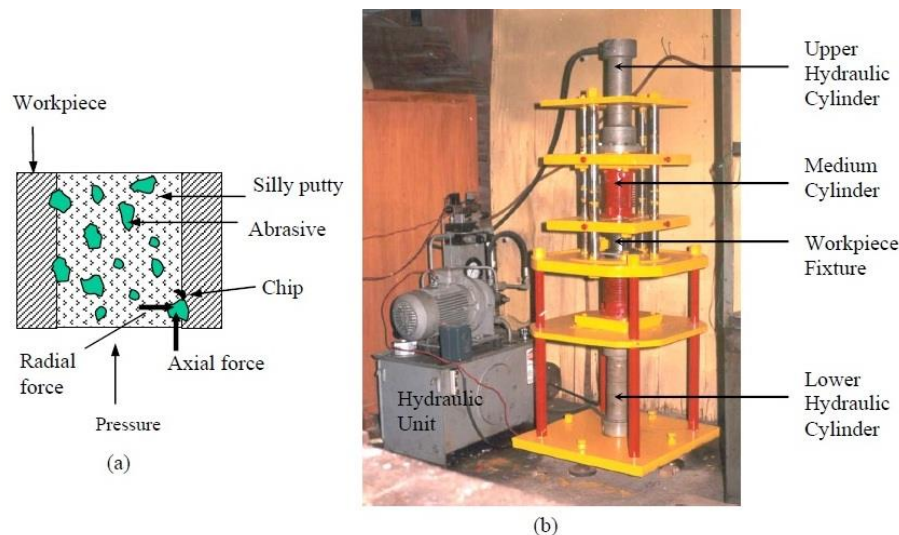 Workpiece
Silly putty
Abrasive
Chip
Radial
force
Axial force
Pressure
(a)
Upper
Hydraulic
Cylinder
Medium
Cylinder
Workpiece
Fixture
Hydraulic
Unit
Lower
Hydraulic
Cylinder
(b)